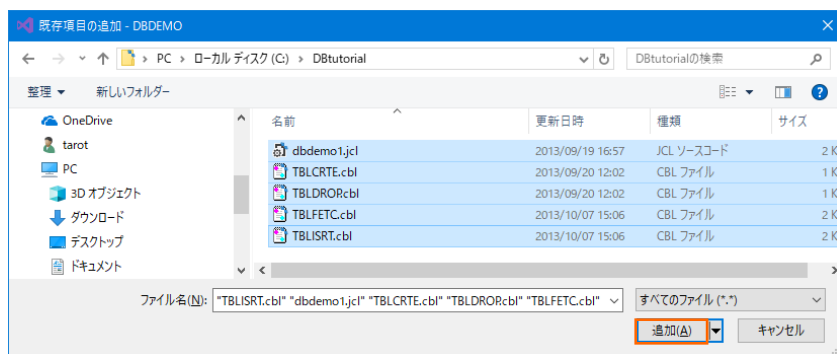 既存項目の追加 - DBDEMO
PC > ローカル ディスク (C:) > DBtutorial
DBtutorialの検索
整理 新しいフォルダー
OneDrive
tarot
PC
3D オブジェクト
ダウンロード
デスクトップ
ドキュメント
名前 更新日時 種類 サイズ
dbdemo1.jcl 2013/09/19 16:57 JCL ソースコード 2 K
TBLCRTE.cbl 2013/09/20 12:02 CBL ファイル 1 K
TBLDROP.cbl 2013/09/20 12:02 CBL ファイル 1 K
TBLFETC.cbl 2013/10/07 15:06 CBL ファイル 2 K
TBLISRT.cbl 2013/10/07 15:06 CBL ファイル 2 K
ファイル名(N): "TBLISRT.cbl" "dbdemo1.jcl" "TBLCRTE.cbl" "TBLDROP.cbl" "TBLFETC.cbl" すべてのファイル (*.*)
追加(A) キャンセル